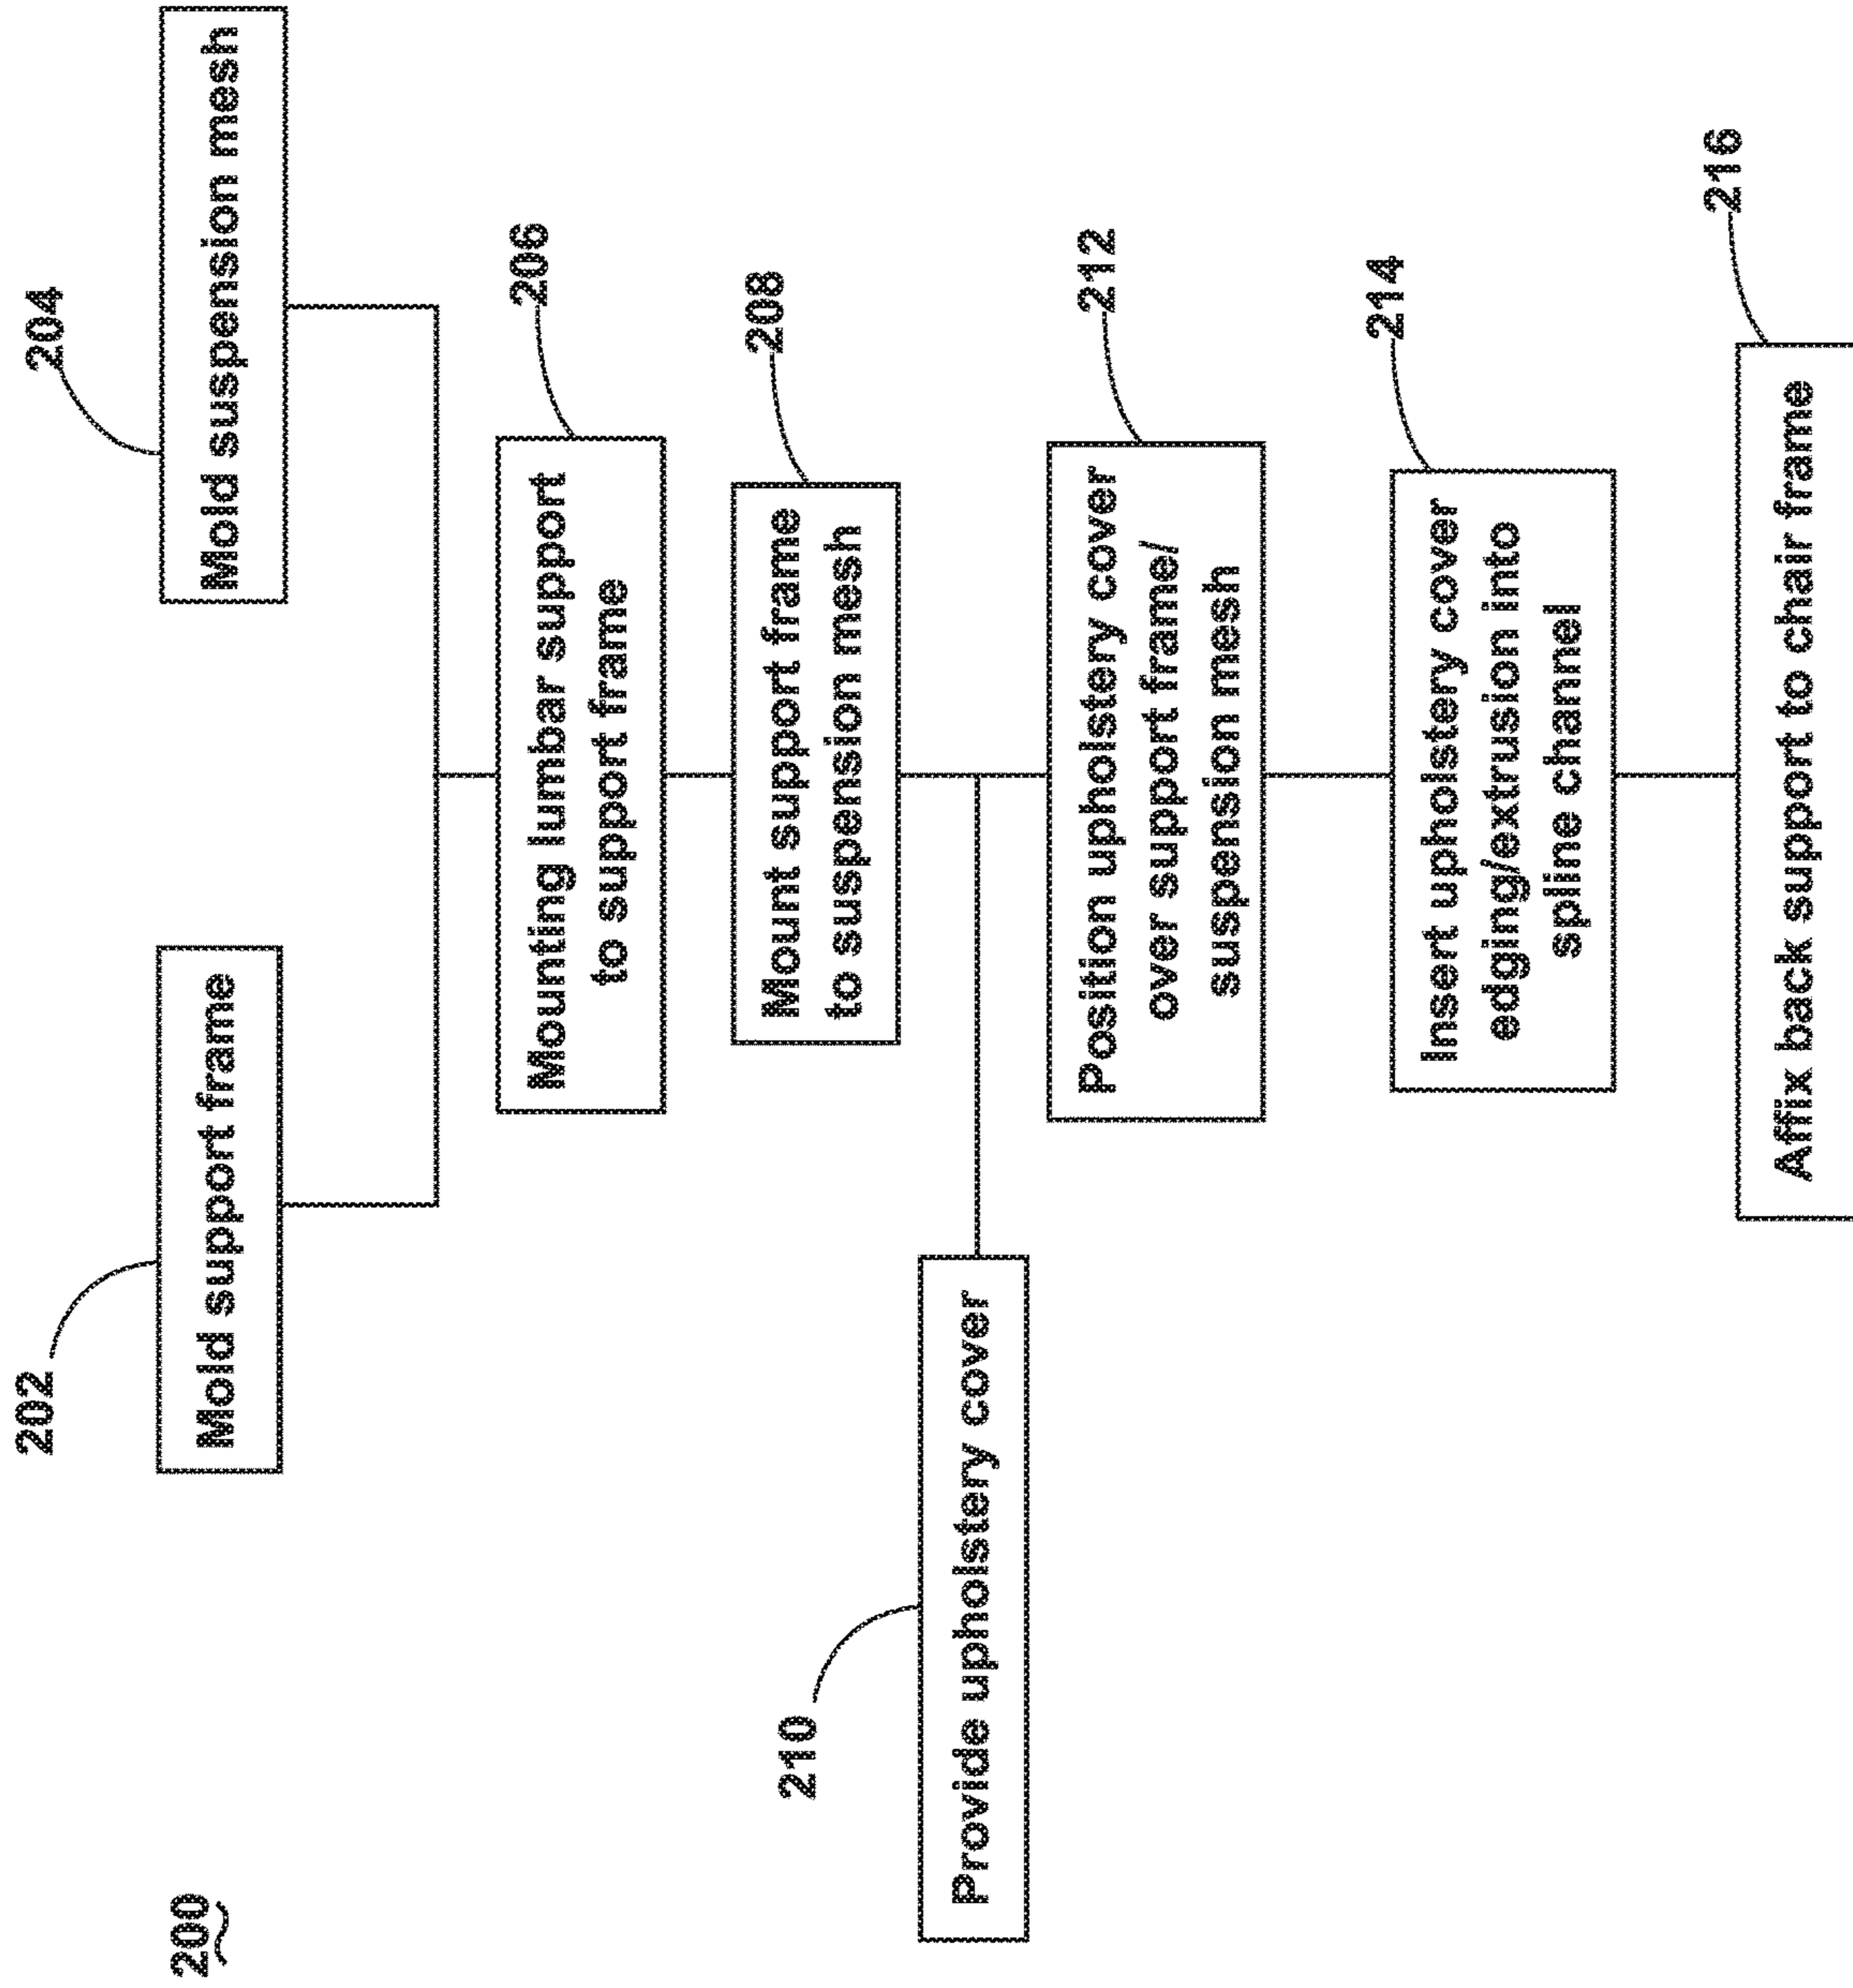 200
202
Mold support frame
204
Mold suspension mesh
206
Mounting lumbar support
to support frame
208
Mount support frame
to suspension mesh
210
Provide upholstery cover
212
Position upholstery cover
over support frame/
suspension mesh
214
Insert upholstery cover
edging/extrusion into
spline channel
216
Affix back support to chair frame